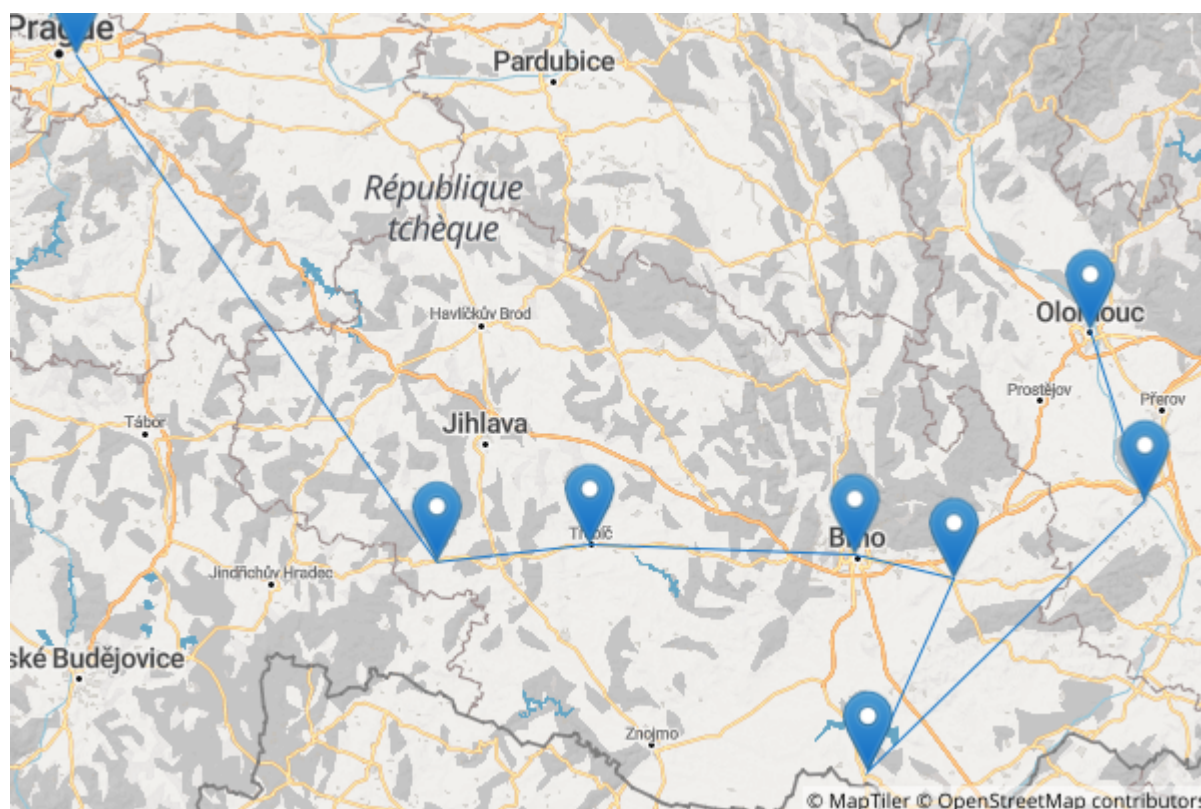 Prague
Pardubice
République
tchèque
Havlíčkův Brod
Olomouc
Prostějov
Přerov
Tábor
Jihlava
Třebíč
Brno
Jindřichův Hradec
ské Budějovice
Znojmo
© MapTiler © OpenStreetMap contributors